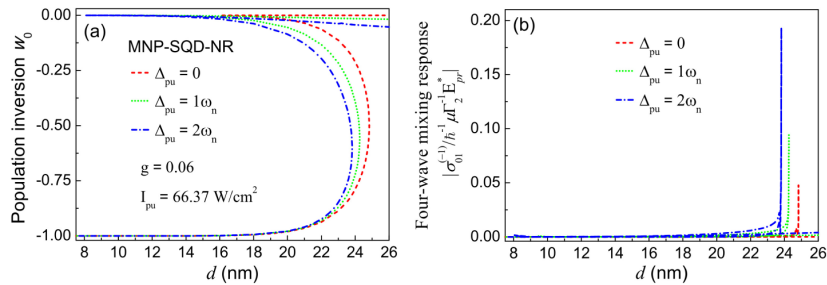 (a)
MNP-SQD-NR
Δpu = 0
Δpu = 1ωn
Δpu = 2ωn
g = 0.06
Ipu = 66.37 W/cm²
Population inversion w₀
0.00
-0.25
-0.50
-0.75
-1.00
8 10 12 14 16 18 20 22 24 26
d (nm)
(b)
Δpu = 0
Δpu = 1ωn
Δpu = 2ωn
Four-wave mixing response
|σ₀₁⁽⁻¹⁾/ℏ⁻¹μΓ₂⁻¹E*pr|
0.20
0.15
0.10
0.05
0.00
8 10 12 14 16 18 20 22 24 26
d (nm)